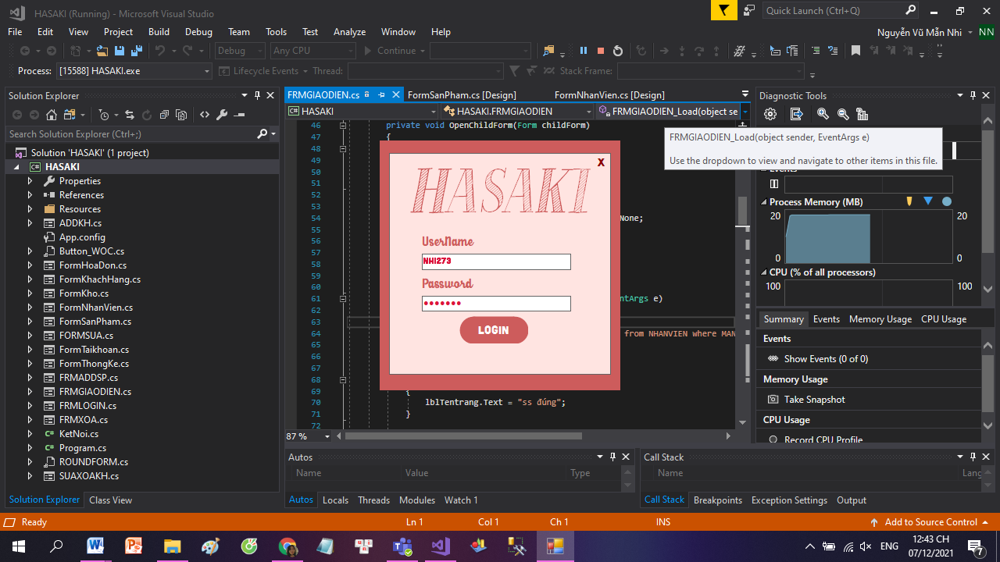 HASAKI (Running) - Microsoft Visual Studio
Quick Launch (Ctrl+Q)
File Edit View Project Build Debug Team Tools Test Analyze Window Help
Nguyễn Vũ Mẫn Nhi NN
Debug Any CPU Continue
Process: [15588] HASAKI.exe Lifecycle Events Thread: Stack Frame:
Solution Explorer
Search Solution Explorer (Ctrl+;)
Solution 'HASAKI' (1 project)
HASAKI
Properties
References
Resources
ADDKH.cs
App.config
Button_WOC.cs
FormHoaDon.cs
FormKhachHang.cs
FormKho.cs
FormNhanVien.cs
FormSanPham.cs
FORMSUA.cs
FormTaikhoan.cs
FormThongKe.cs
FRMADDSP.cs
FRMGIAODIEN.cs
FRMLOGIN.cs
FRMXOA.cs
KetNoi.cs
Program.cs
ROUNDFORM.cs
SUAXOAKH.cs
Solution Explorer Class View
FRMGIAODIEN.cs FormSanPham.cs [Design] FormNhanVien.cs [Design]
HASAKI HASAKI.FRMGIAODIEN FRMGIAODIEN_Load(object se
46 private void OpenChildForm(Form childForm)
47 {
48
49
50
51
52
53
54 None;
55
56
57
58
59
60
61 entArgs e)
62
63
64 from NHANVIEN where MAN
65
66
67
68
69 {
70 lblTentrang.Text = "ss đúng";
71 }
72
87 %
FRMGIAODIEN_Load(object sender, EventArgs e)
Use the dropdown to view and navigate to other items in this file.
X
HASAKI
UserName
NHI273
Password
•••••••
LOGIN
Diagnostic Tools
Events
Process Memory (MB)
20 20
0 0
CPU (% of all processors)
100 100
Summary Events Memory Usage CPU Usage
Events
Show Events (0 of 0)
Memory Usage
Take Snapshot
CPU Usage
Record CPU Profile
Autos
Name Value Type
Autos Locals Threads Modules Watch 1
Call Stack
Name Lang
Call Stack Breakpoints Exception Settings Output
Ready Ln 1 Col 1 Ch 1 INS Add to Source Control
ENG 12:43 CH
07/12/2021 7